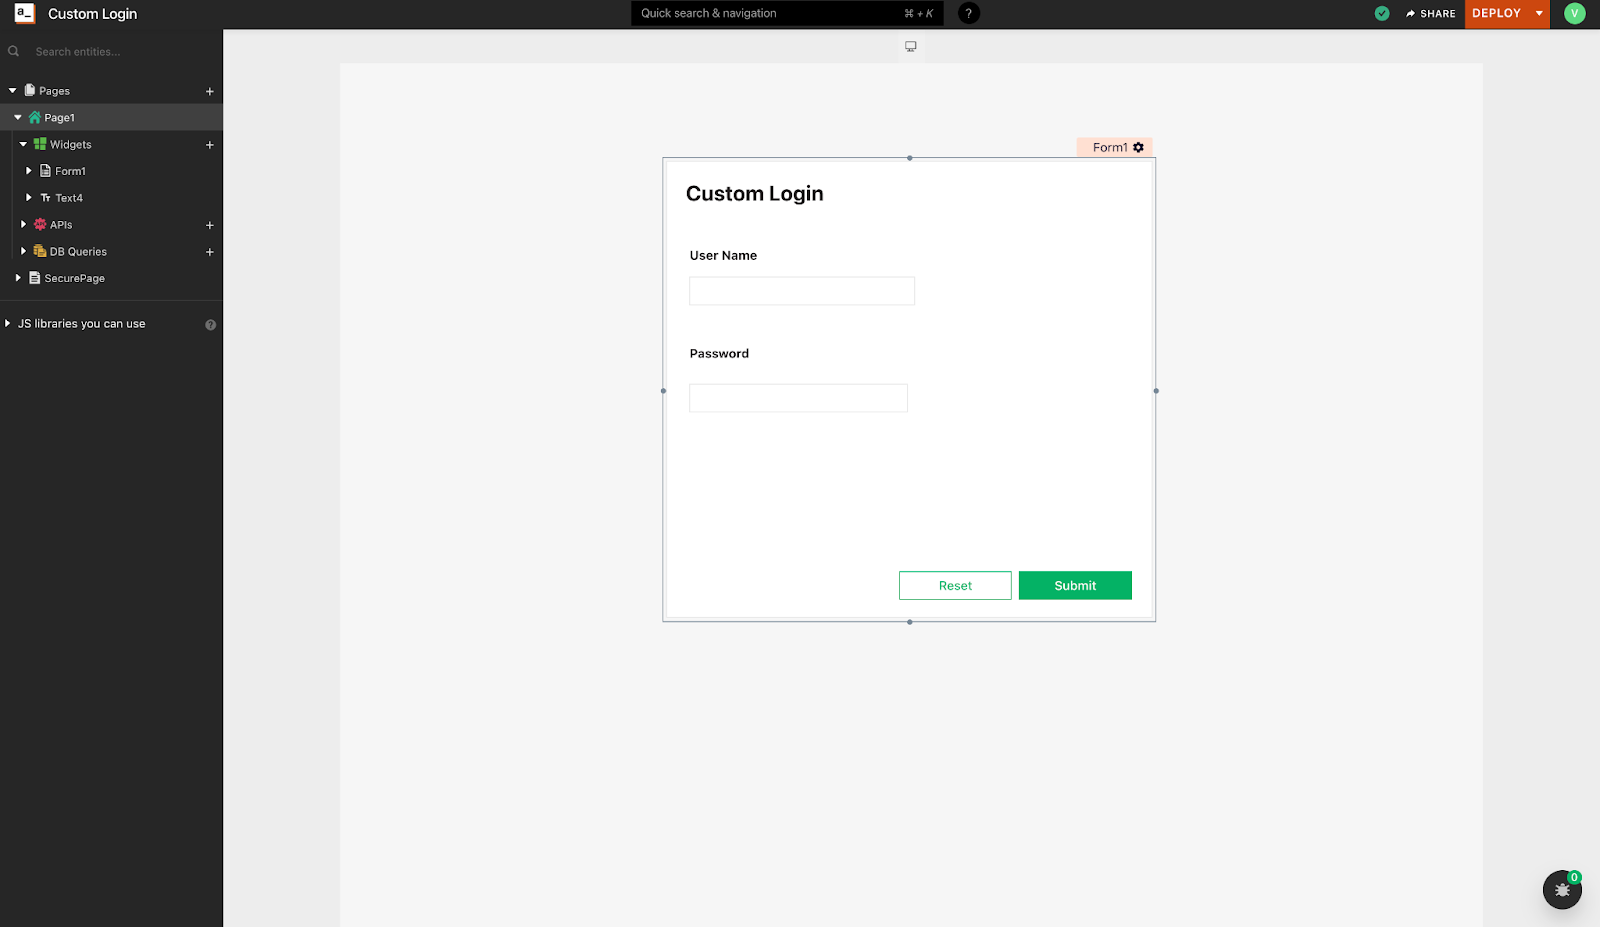 a_ Custom Login
Quick search & navigation ⌘ + K ?
SHARE
DEPLOY
V
Search entities...
Pages +
Page1
Widgets +
Form1
Tт Text4
APIs +
DB Queries +
SecurePage
JS libraries you can use ?
Form1
Custom Login
User Name
Password
Reset
Submit
0